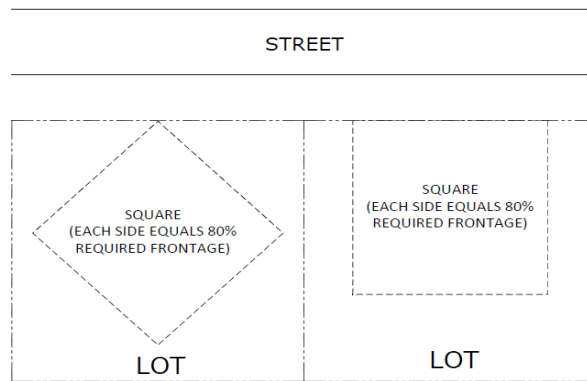 STREET
SQUARE
(EACH SIDE EQUALS 80%
REQUIRED FRONTAGE)
LOT
SQUARE
(EACH SIDE EQUALS 80%
REQUIRED FRONTAGE)
LOT